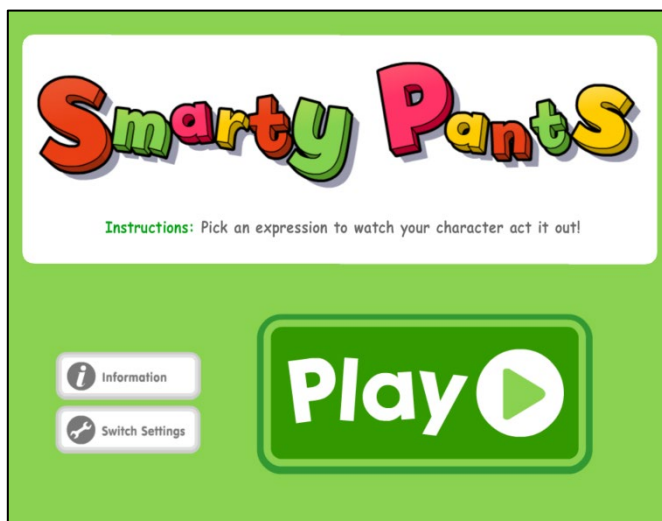 Smarty Pants
Instructions: Pick an expression to watch your character act it out!
Information
Switch Settings
Play